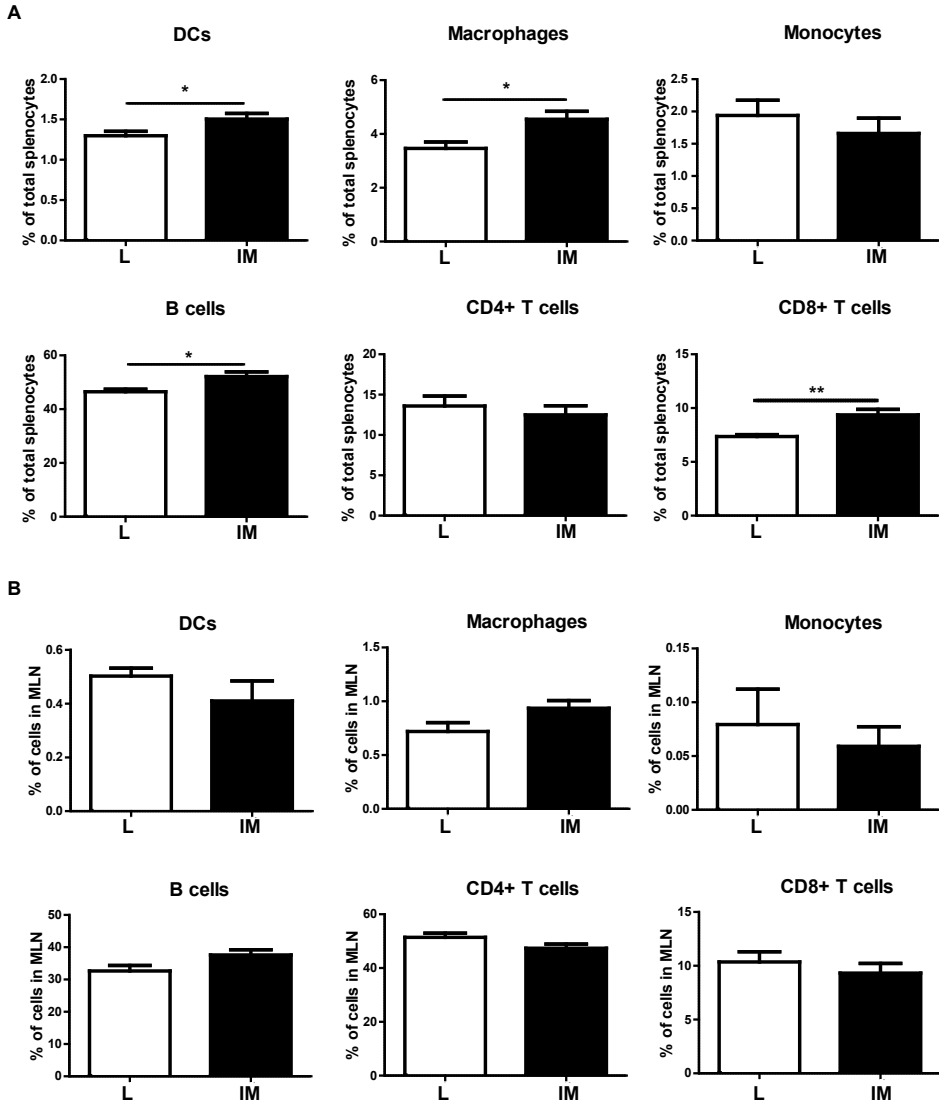 A
DCs
Macrophages
Monocytes
% of total splenocytes
2.0
1.5
1.0
0.5
0.0
*
L
IM
% of total splenocytes
6
4
2
0
*
L
IM
% of total splenocytes
2.5
2.0
1.5
1.0
0.5
0.0
L
IM
B cells
CD4+ T cells
CD8+ T cells
% of total splenocytes
60
40
20
0
*
L
IM
% of total splenocytes
20
15
10
5
0
L
IM
% of total splenocytes
15
10
5
0
**
L
IM
B
DCs
Macrophages
Monocytes
% of cells in MLN
0.6
0.4
0.2
0.0
L
IM
% of cells in MLN
1.5
1.0
0.5
0.0
L
IM
% of cells in MLN
0.15
0.10
0.05
0.00
L
IM
B cells
CD4+ T cells
CD8+ T cells
% of cells in MLN
50
40
30
20
10
0
L
IM
% of cells in MLN
60
40
20
0
L
IM
% of cells in MLN
15
10
5
0
L
IM